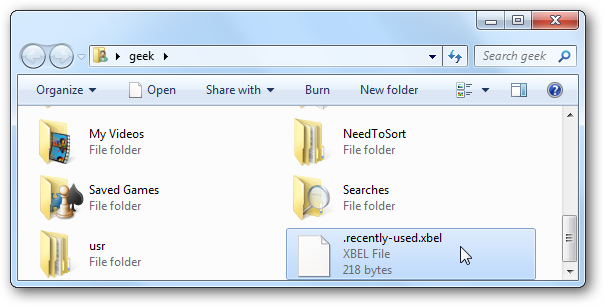 geek
Search geek
Organize Open Share with Burn New folder
My Videos
File folder
NeedToSort
File folder
Saved Games
File folder
Searches
File folder
usr
File folder
.recently-used.xbel
XBEL File
218 bytes